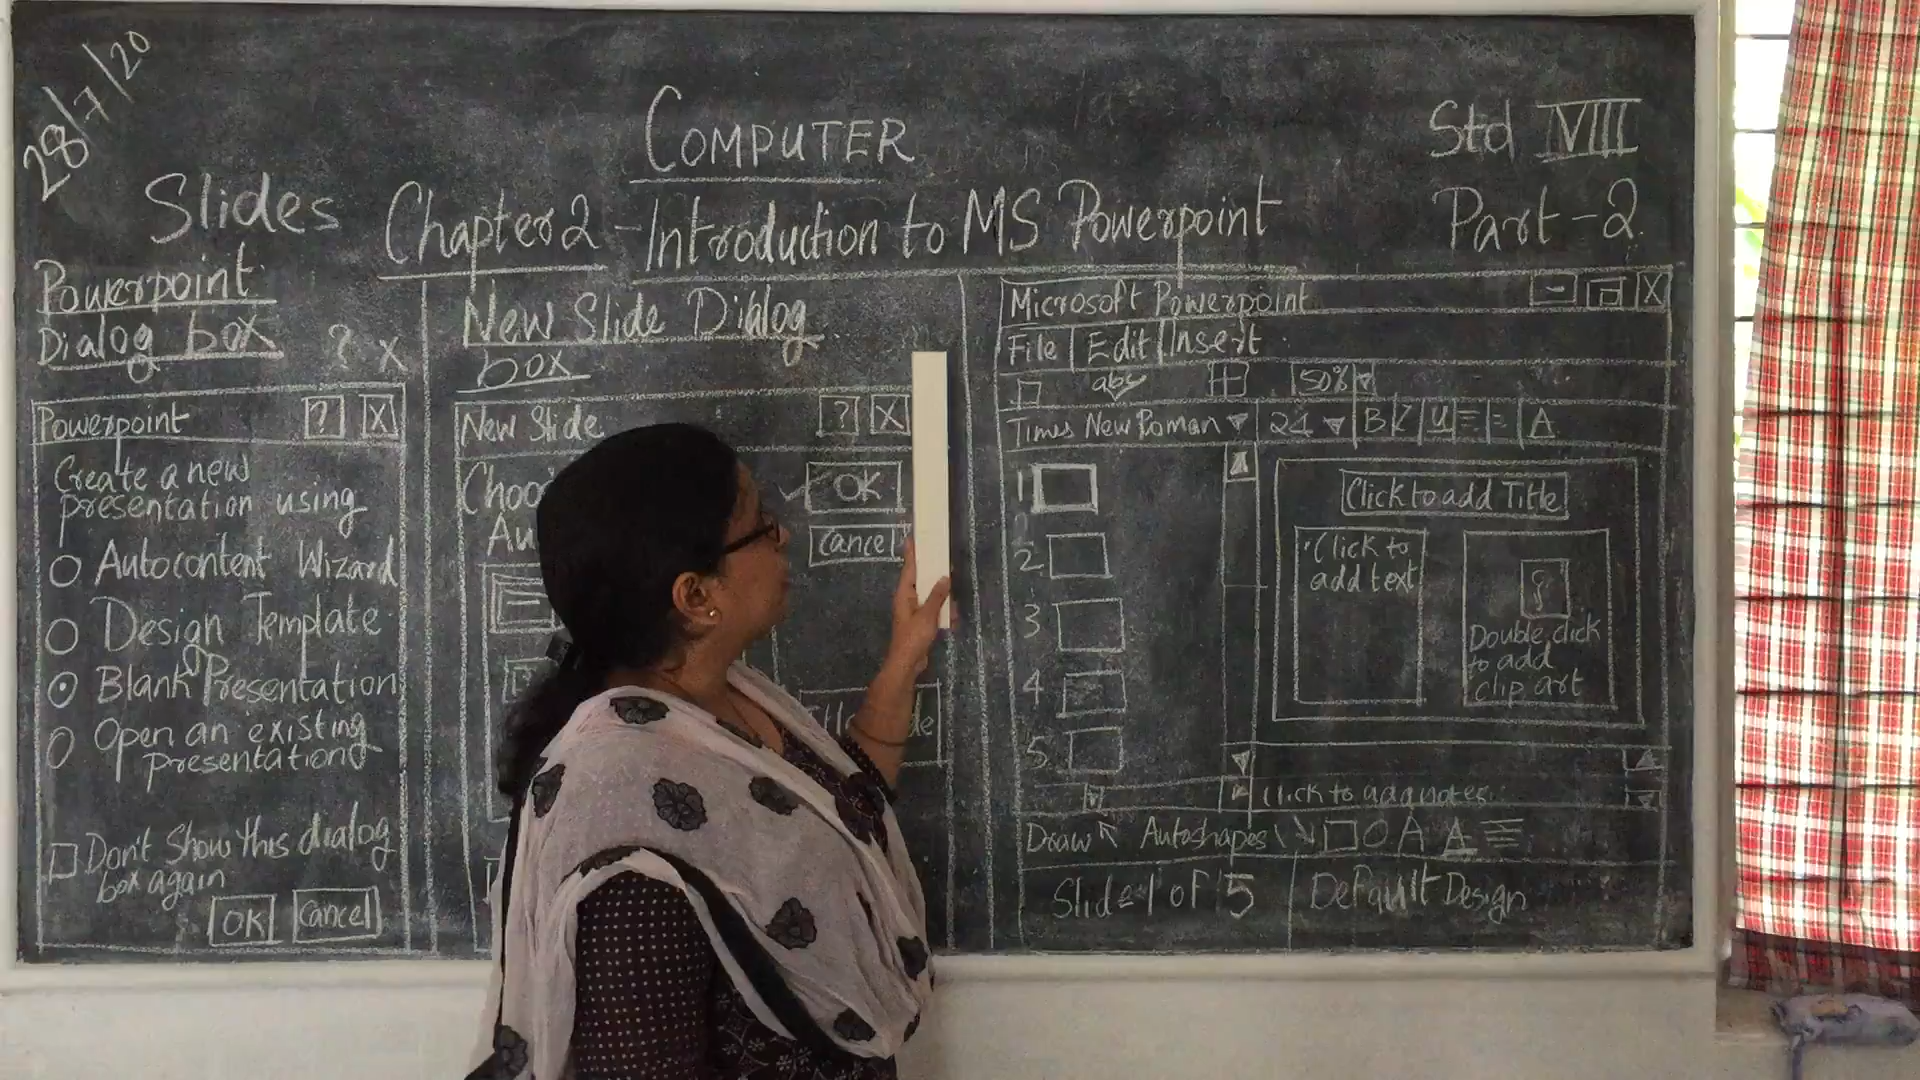 28/7/20
COMPUTER
Std VIII
Slides
Chapter 2 - Introduction to MS Powerpoint
Part - 2
Powerpoint
Dialog box
? X
Powerpoint ? X
Create a new
presentation using
Autocontent Wizard
Design Template
Blank Presentation
Open an existing
presentation
Don't Show this dialog
box again
OK Cancel
New Slide Dialog
box
New Slide ? X
OK
Cancel
Microsoft Powerpoint - X
File Edit Insert
abc 50%
Times New Roman 24 B I U A
1
2
3
4
5
Click to add Title
Click to
add text
Double click
to add
clip art
Click to add notes
Draw Autoshapes \ A A
Slide 1 of 5 Default Design